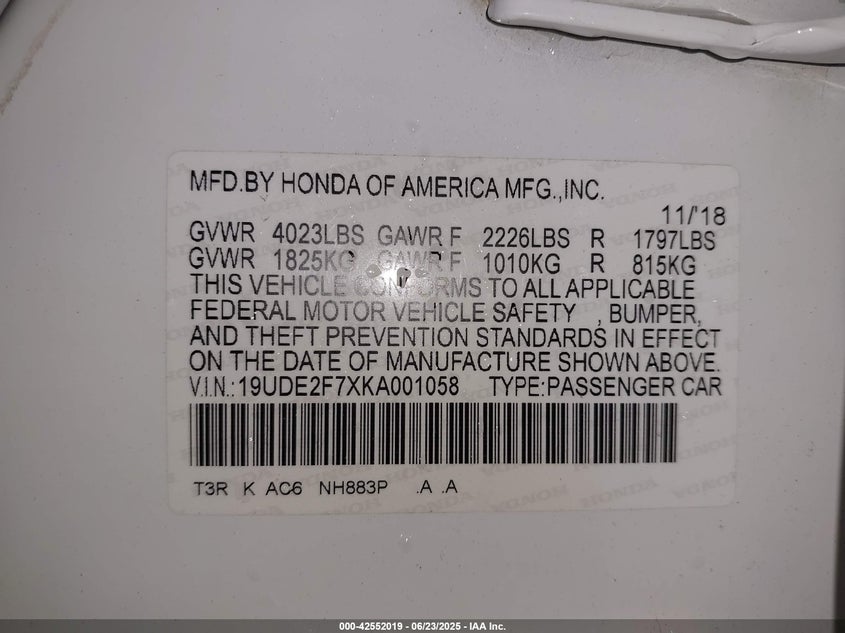 MFD.BY HONDA OF AMERICA MFG.,INC.
11/'18
GVWR 4023LBS GAWR F 2226LBS R 1797LBS
GVWR 1825KG GAWR F 1010KG R 815KG
THIS VEHICLE CONFORMS TO ALL APPLICABLE
FEDERAL MOTOR VEHICLE SAFETY , BUMPER,
AND THEFT PREVENTION STANDARDS IN EFFECT
ON THE DATE OF MANUFACTURE SHOWN ABOVE.
V.I.N.:19UDE2F7XKA001058 TYPE:PASSENGER CAR
T3R K AC6 NH883P .A .A
000-42552019 - 06/23/2025 - IAA Inc.